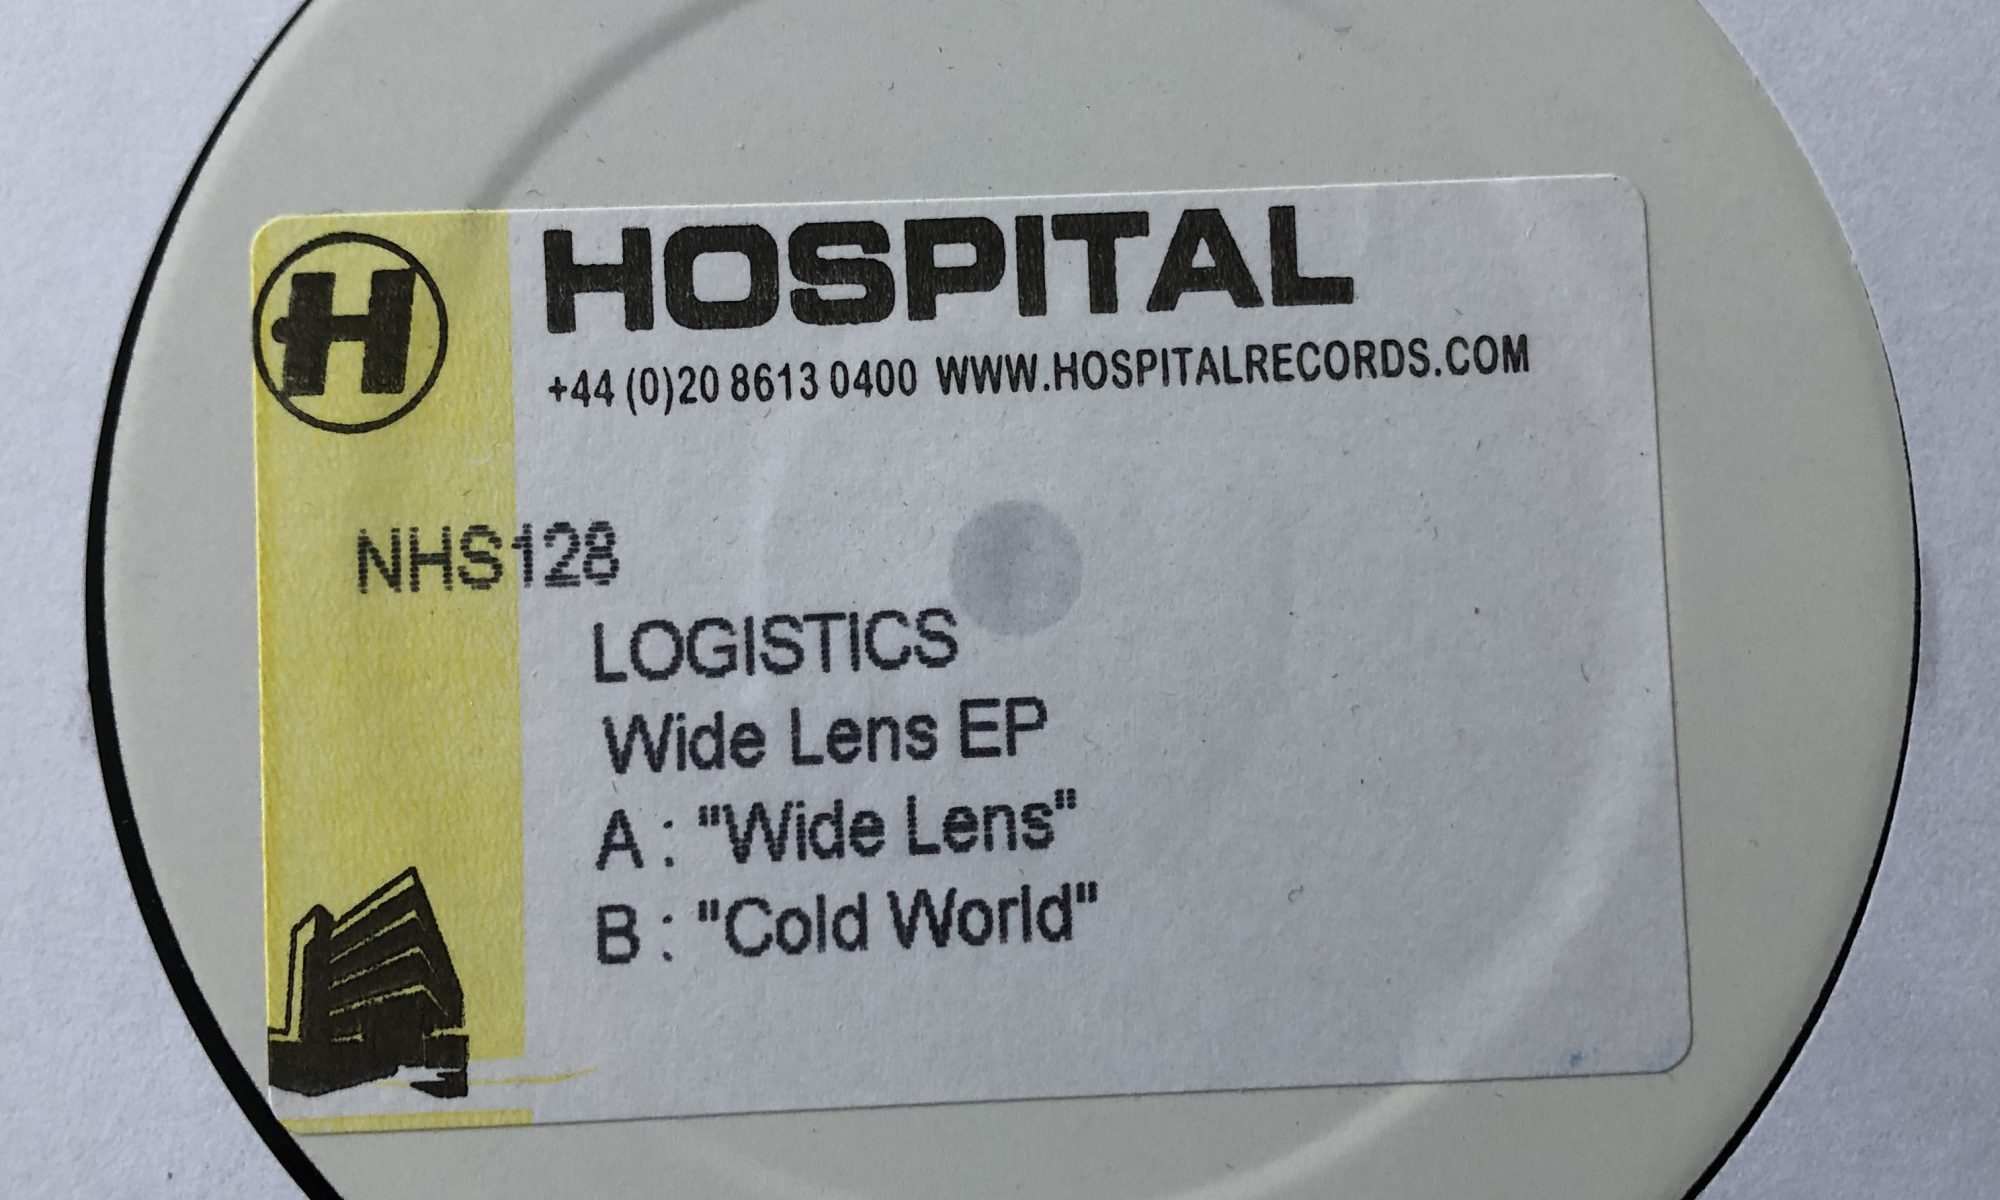 H
HOSPITAL
+44 (0)20 8613 0400 WWW.HOSPITALRECORDS.COM
NHS128
LOGISTICS
Wide Lens EP
A : "Wide Lens"
B : "Cold World"